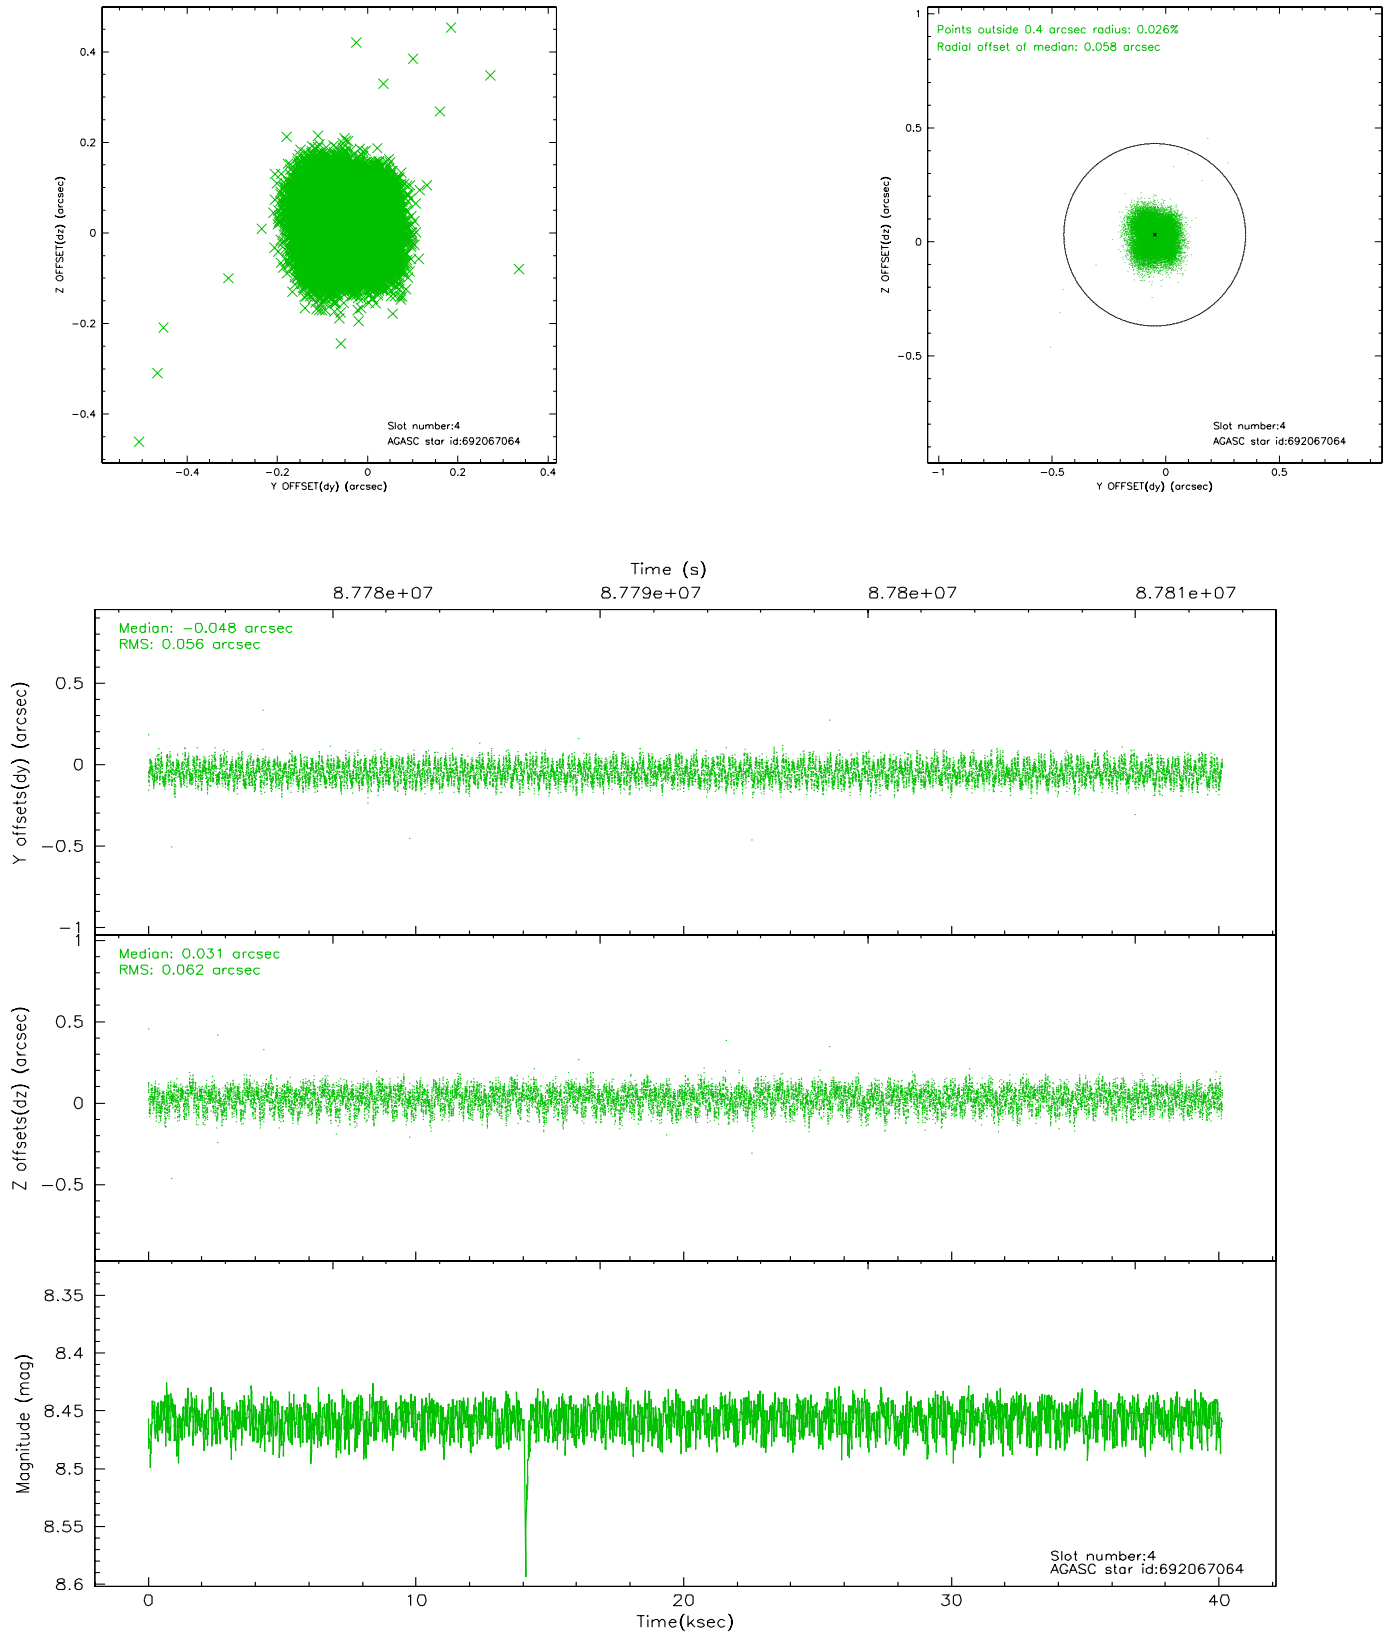 0.4
0.2
0
−0.2
−0.4
Z OFFSET(dz) (arcsec)
Slot number:4
AGASC star id:692067064
−0.4
−0.2
0
0.2
0.4
Y OFFSET(dy) (arcsec)
1
0.5
0
−0.5
Z OFFSET(dz) (arcsec)
Points outside 0.4 arcsec radius: 0.026%
Radial offset of median: 0.058 arcsec
Slot number:4
AGASC star id:692067064
−1
−0.5
0
0.5
Y OFFSET(dy) (arcsec)
Time (s)
8.778e+07
8.779e+07
8.78e+07
8.781e+07
Median: −0.048 arcsec
RMS: 0.056 arcsec
0.5
0
−0.5
−1
Y offsets(dy) (arcsec)
Median: 0.031 arcsec
RMS: 0.062 arcsec
1
0.5
0
−0.5
Z offsets(dz) (arcsec)
8.35
8.4
8.45
8.5
8.55
8.6
Magnitude (mag)
Slot number:4
AGASC star id:692067064
0
10
20
30
40
Time(ksec)